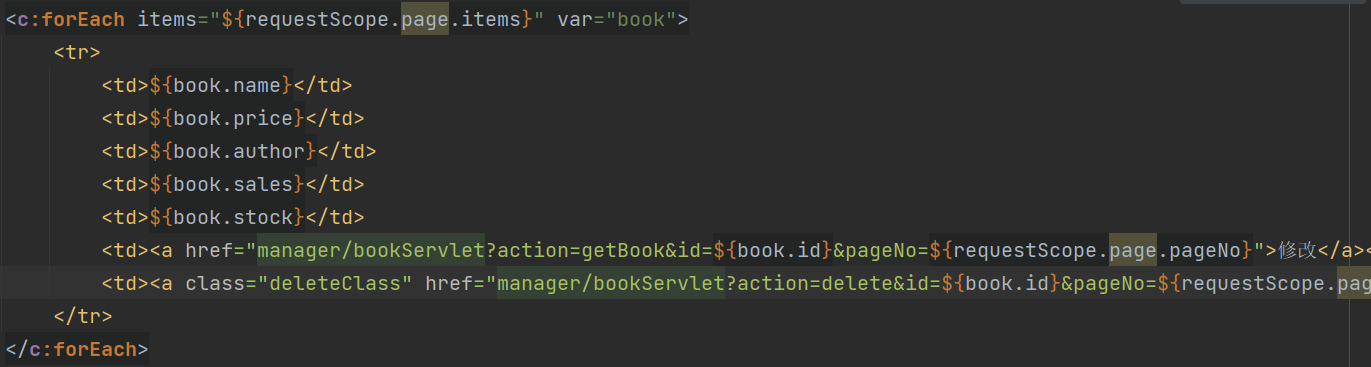 <c:forEach items="${requestScope.page.items}" var="book">
<tr>
<td>${book.name}</td>
<td>${book.price}</td>
<td>${book.author}</td>
<td>${book.sales}</td>
<td>${book.stock}</td>
<td><a href="manager/bookServlet?action=getBook&id=${book.id}&pageNo=${requestScope.page.pageNo}">修改</a><
<td><a class="deleteClass" href="manager/bookServlet?action=delete&id=${book.id}&pageNo=${requestScope.pag
</tr>
</c:forEach>